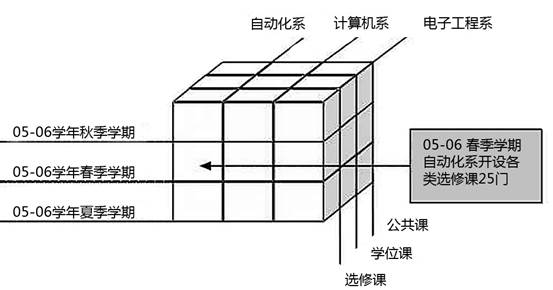 自动化系
计算机系
电子工程系
05-06学年秋季学期
05-06学年春季学期
05-06学年夏季学期
05-06 春季学期
自动化系开设各
类选修课25门
公共课
学位课
选修课